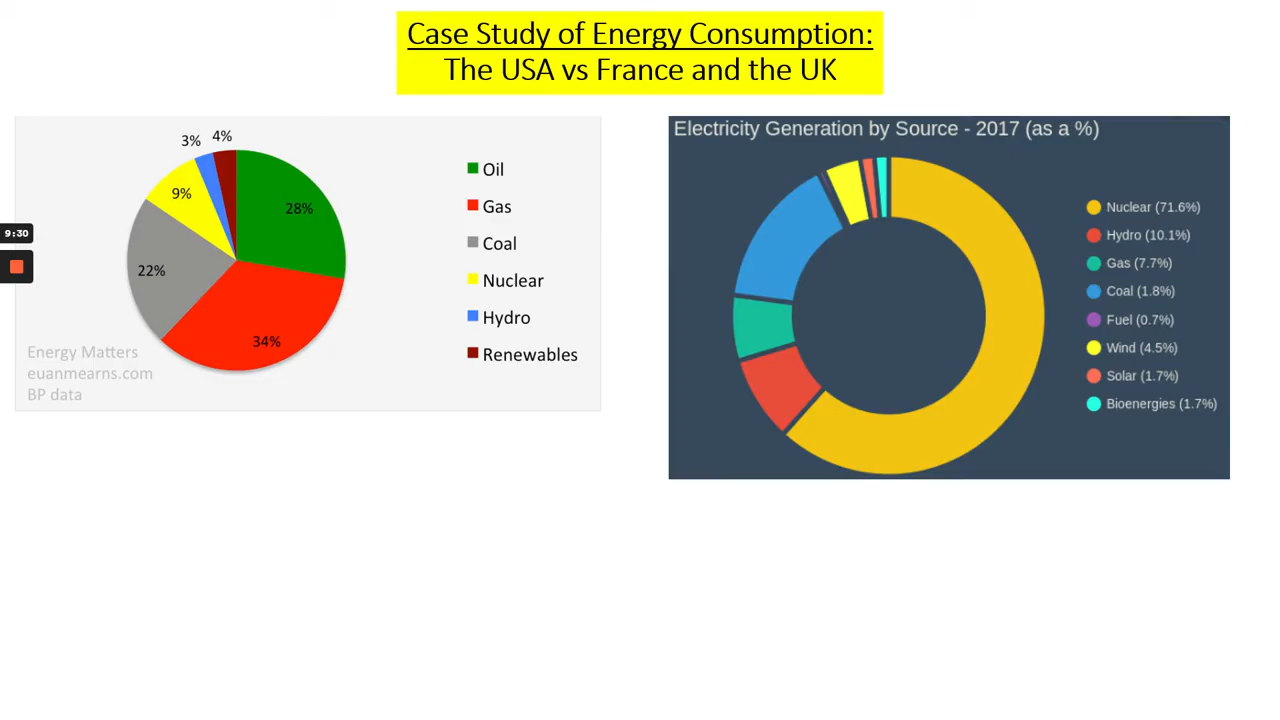 Case Study of Energy Consumption:
The USA vs France and the UK
3%
4%
9%
28%
22%
34%
Oil
Gas
Coal
Nuclear
Hydro
Renewables
Energy Matters
euanmearns.com
BP data
9:30
Electricity Generation by Source - 2017 (as a %)
Nuclear (71.6%)
Hydro (10.1%)
Gas (7.7%)
Coal (1.8%)
Fuel (0.7%)
Wind (4.5%)
Solar (1.7%)
Bioenergies (1.7%)